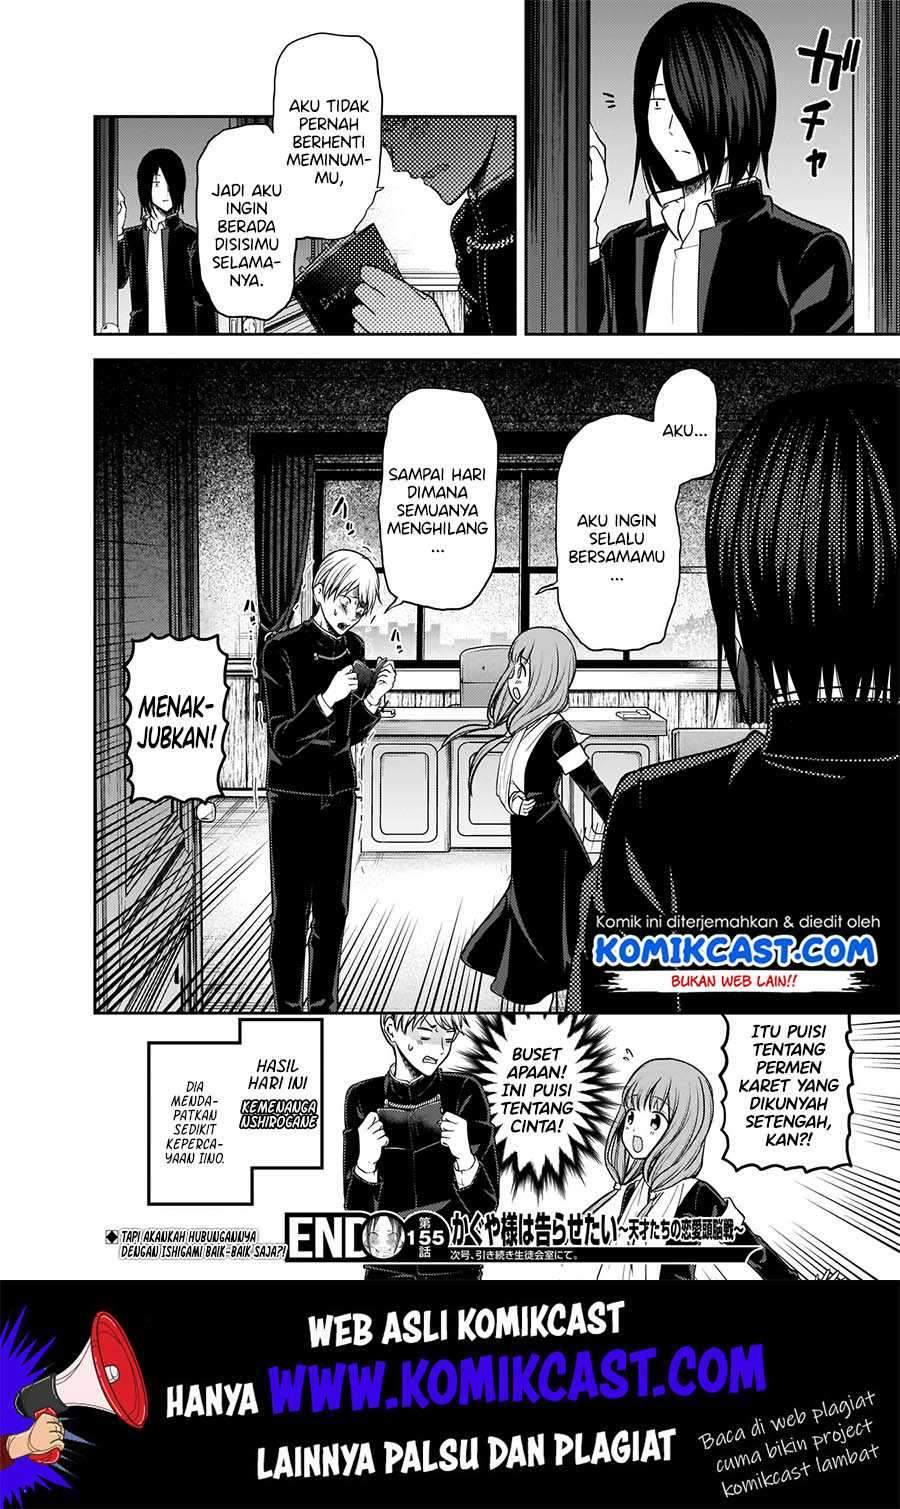 ガチャ
AKU TIDAK
PERNAH
BERHENTI
MEMINUM-
MU,
JADI AKU
INGIN
BERADA
DISISIMU
SELAMA-
NYA.
AKU...
AKU INGIN
SELALU
BERSAMAMU
...
SAMPAI HARI
DIMANA
SEMUANYA
MENGHILANG
...
MENAK-
JUBKAN!
Komik ini diterjemahkan & diedit oleh
KOMIKCAST.COM
BUKAN WEB LAIN!!
ITU PUISI
TENTANG
PERMEN
KARET YANG
DIKUNYAH
SETENGAH,
KAN?!
BUSET
APAAN!
INI PUISI
TENTANG
CINTA!
HASIL
HARI INI
KEMENANGA
NSHIROGANE
DIA
MENDA-
PATKAN
SEDIKIT
KEPERCA-
YAAN IINO.
TAPI AKANKAH HUBUNGANNYA
DENGAN ISHIGAMI BAIK-BAIK SAJA?!
END
第
155
話
かぐや様は告らせたい～天才たちの恋愛頭脳戦～
次号、引き続き生徒会室にて。
WEB ASLI KOMIKCAST
HANYA WWW.KOMIKCAST.COM
LAINNYA PALSU DAN PLAGIAT
Baca di web plagiat
cuma bikin project
komikcast lambat